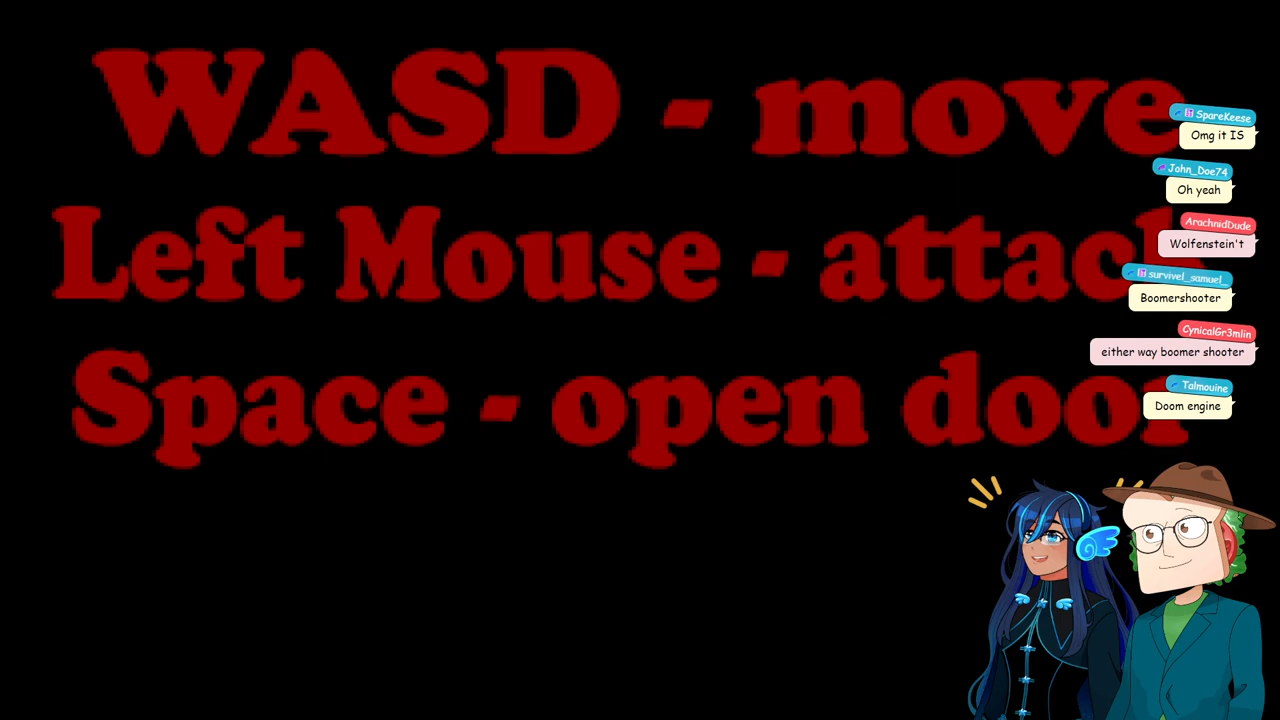 WASD - move
SpareKeese
Omg it IS
John_Doe74
Oh yeah
Left Mouse - attack
ArachnidDude
Wolfenstein't
survivel_samuel_
Boomershooter
CynicalGr3mlin
either way boomer shooter
Space - open door
Talmouine
Doom engine